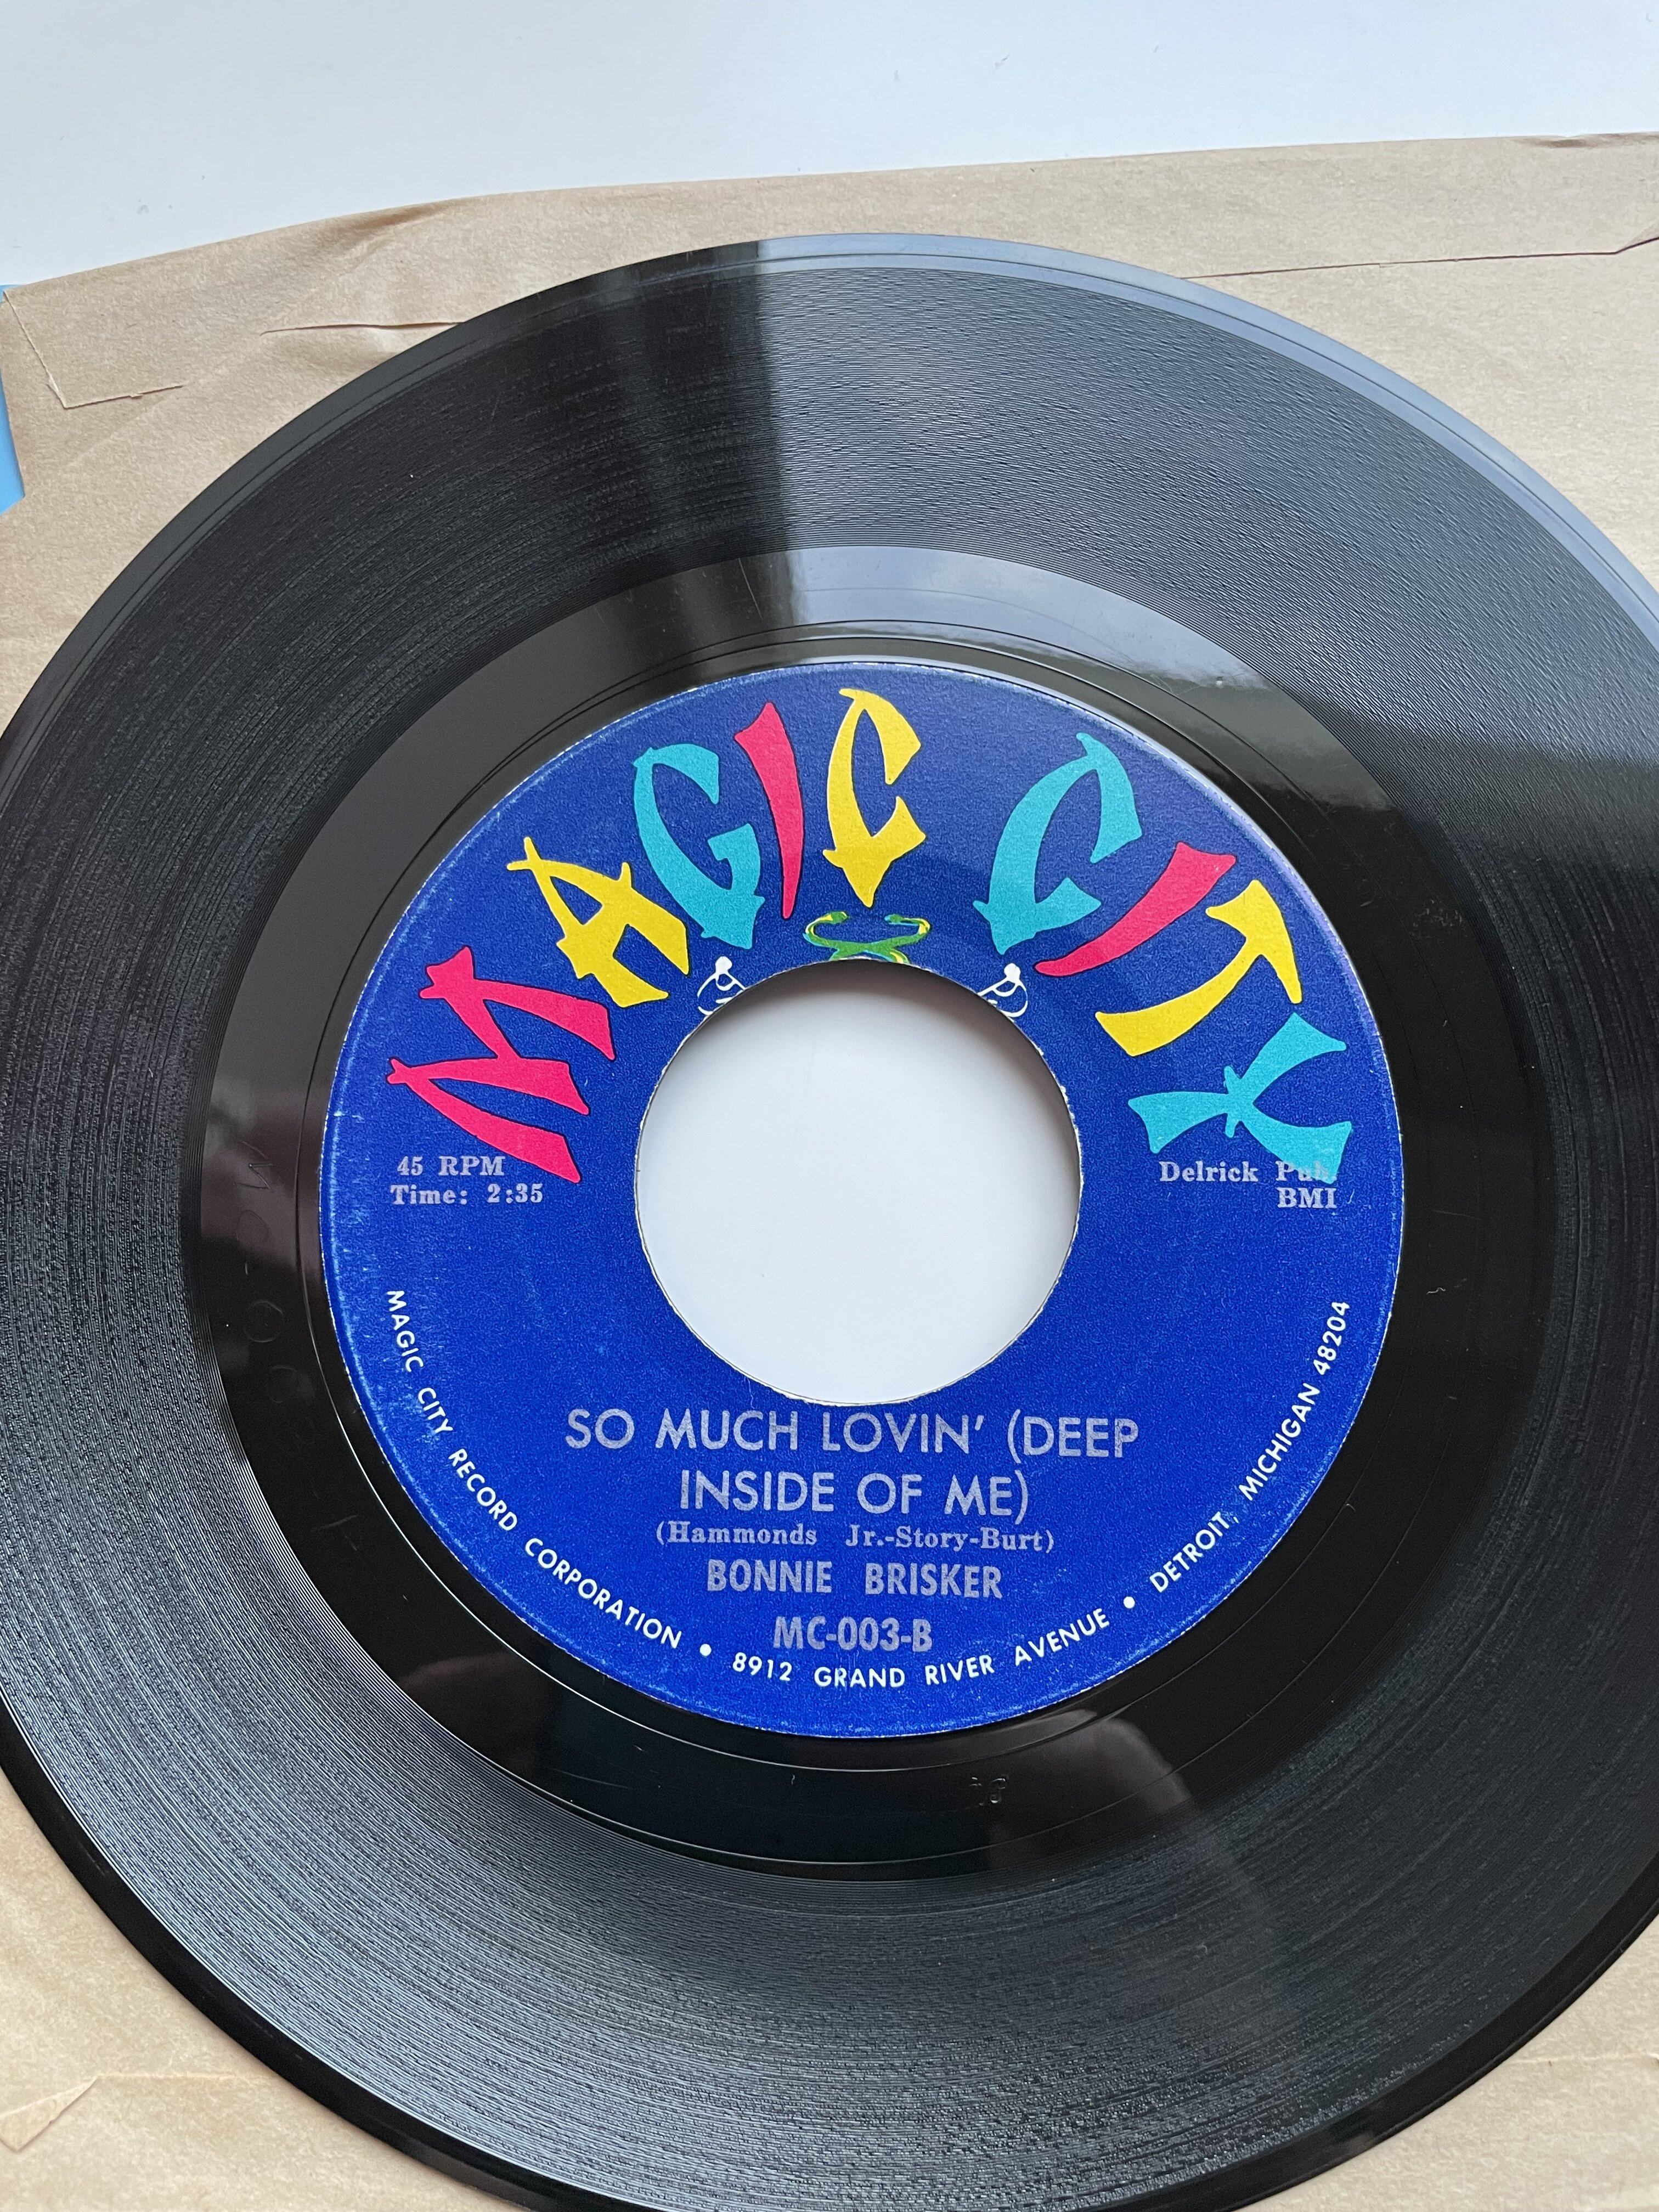 MAGIC CITY
45 RPM
Time: 2:35
Delrick Pub.
BMI
SO MUCH LOVIN' (DEEP
INSIDE OF ME)
(Hammonds Jr.-Story-Burt)
BONNIE BRISKER
MC-003-B
MAGIC CITY RECORD CORPORATION • 8912 GRAND RIVER AVENUE • DETROIT, MICHIGAN 48204